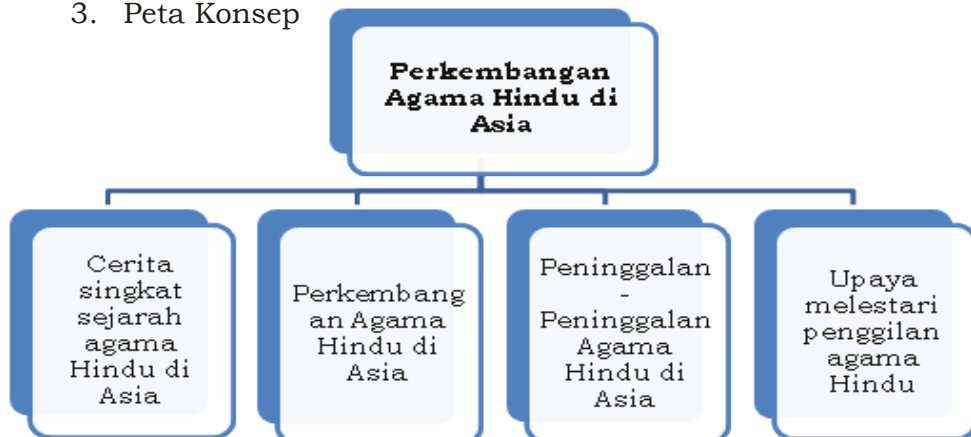 3. Peta Konsep
Perkembangan
Agama Hindu di
Asia
Cerita
singkat
sejarah
agama
Hindu di
Asia
Perkembang
an Agama
Hindu di
Asia
Peninggalan
-
Peninggalan
Agama
Hindu di
Asia
Upaya
melestari
penggilan
agama
Hindu